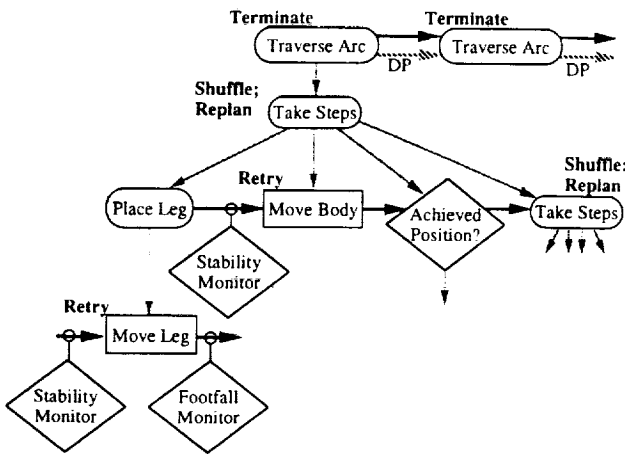 Terminate
Terminate
Traverse Arc
Traverse Arc
DP
DP
Shuffle;
Replan
Take Steps
Shuffle;
Replan
Retry
Place Leg
Move Body
Achieved
Position?
Take Steps
Stability
Monitor
Retry
Move Leg
Stability
Monitor
Footfall
Monitor